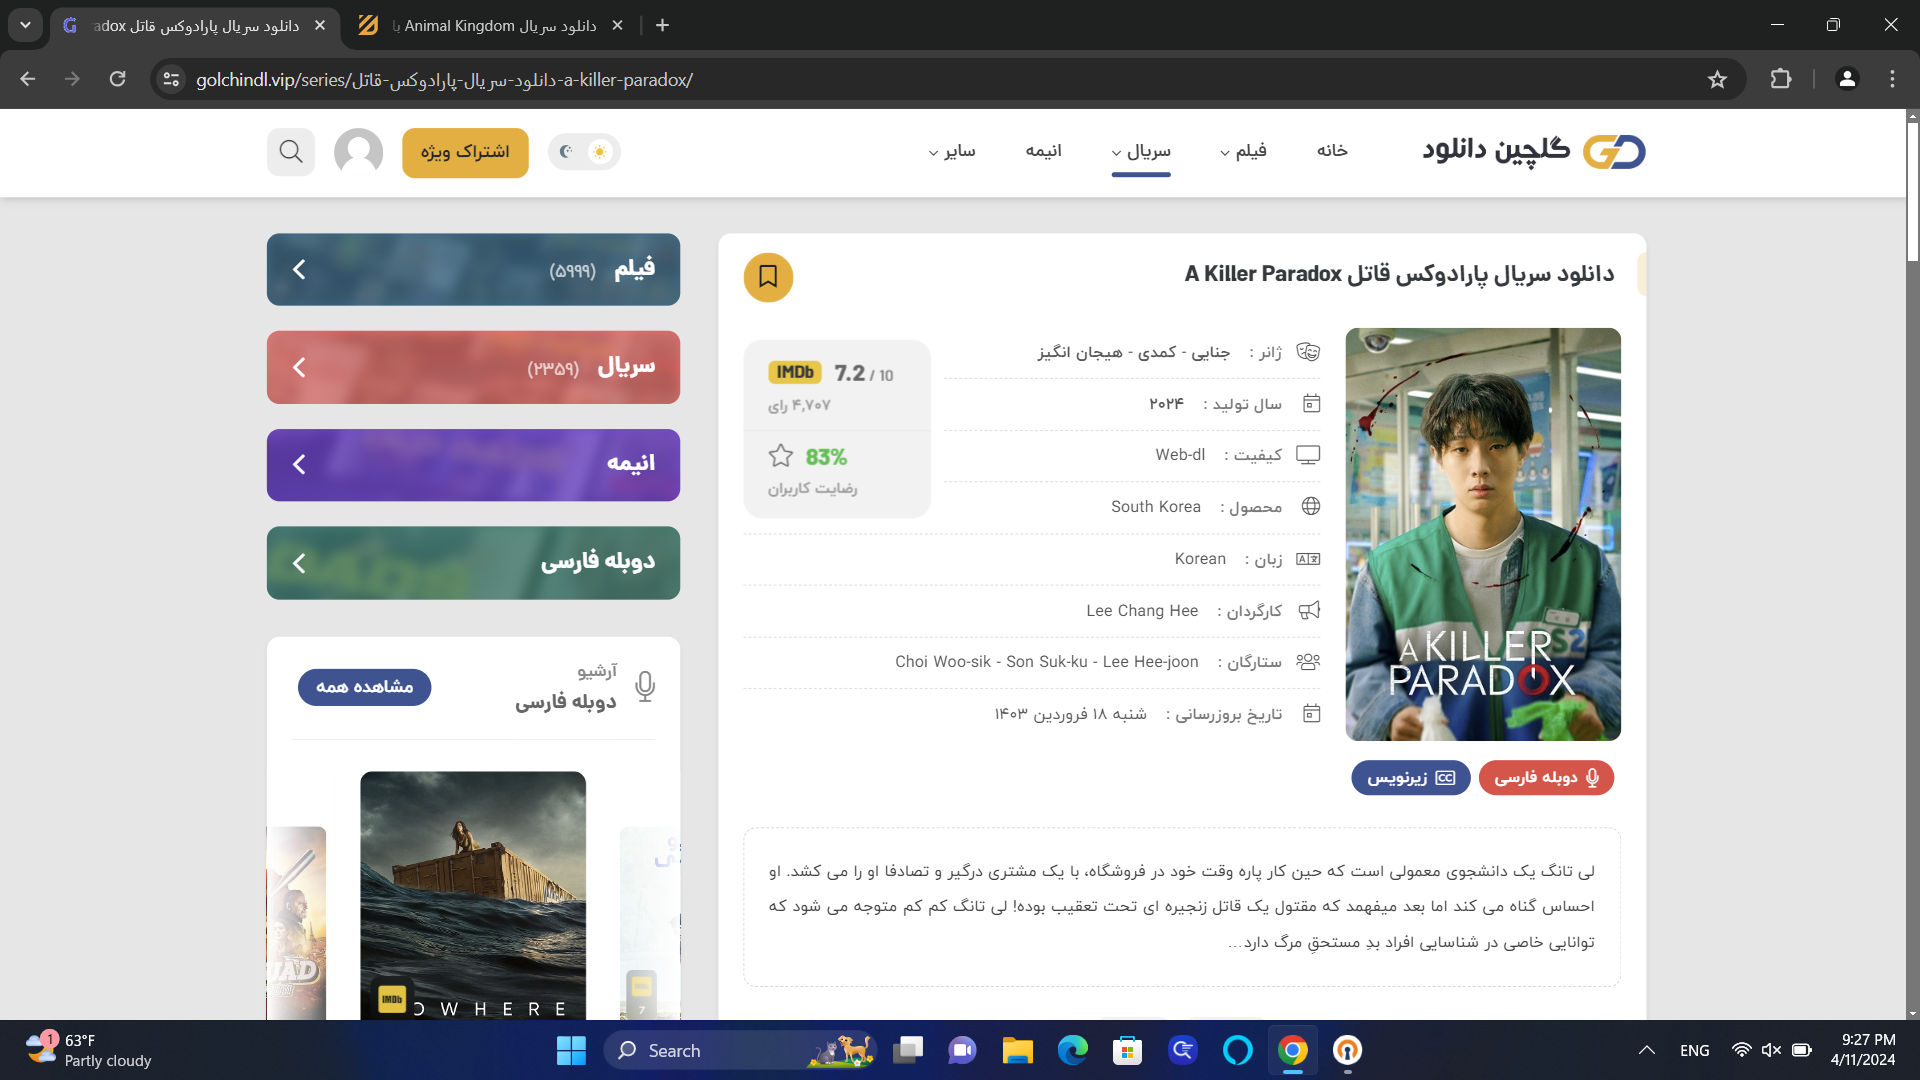 دانلود سریال پارادوکس قاتل adox
دانلود سریال Animal Kingdom با
golchindl.vip/series/دانلود-سریال-پارادوکس-قاتل-a-killer-paradox/
گلچین دانلود
خانه
فیلم
سریال
انیمه
سایر
اشتراک ویژه
دانلود سریال پارادوکس قاتل A Killer Paradox
ژانر : جنایی - کمدی - هیجان انگیز
سال تولید : ۲۰۲۴
کیفیت : Web-dl
محصول : South Korea
زبان : Korean
کارگردان : Lee Chang Hee
ستارگان : Choi Woo-sik - Son Suk-ku - Lee Hee-joon
تاریخ بروزرسانی : شنبه ۱۸ فروردین ۱۴۰۳
IMDb 7.2 / 10
۴,۷۰۷ رای
83%
رضایت کاربران
A KILLER
PARADOX
S2
دوبله فارسی
زیرنویس CC
لی تانگ یک دانشجوی معمولی است که حین کار پاره وقت خود در فروشگاه، با یک مشتری درگیر و تصادفا او را می کشد. او
احساس گناه می کند اما بعد میفهمد که مقتول یک قاتل زنجیره ای تحت تعقیب بوده! لی تانگ کم کم متوجه می شود که
توانایی خاصی در شناسایی افراد بدِ مستحقِ مرگ دارد…
فیلم (۵۹۹۹)
سریال (۲۳۵۹)
انیمه
دوبله فارسی
آرشیو
دوبله فارسی
مشاهده همه
IMDb
OWHERE
7
63°F
Partly cloudy
1
Search
ENG
9:27 PM
4/11/2024